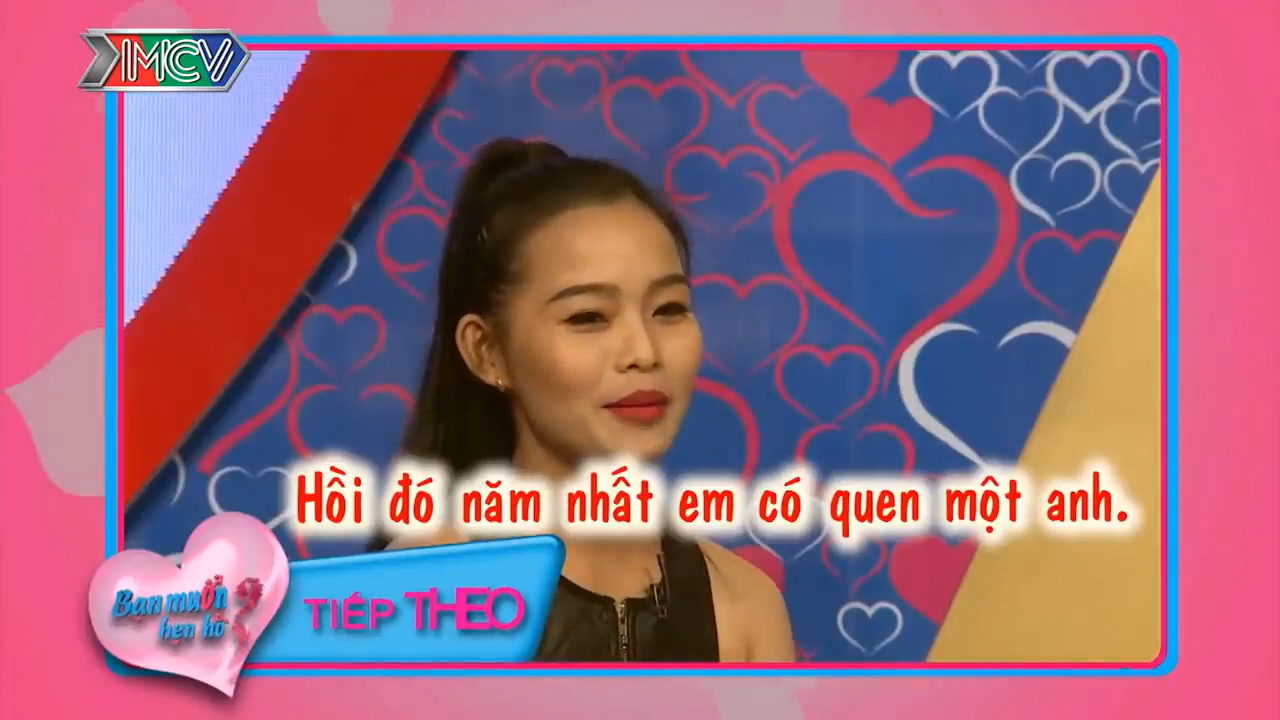 MCV
Hồi đó năm nhất em có quen một anh.
Bạn muốn
hẹn hò
TIẾP THEO